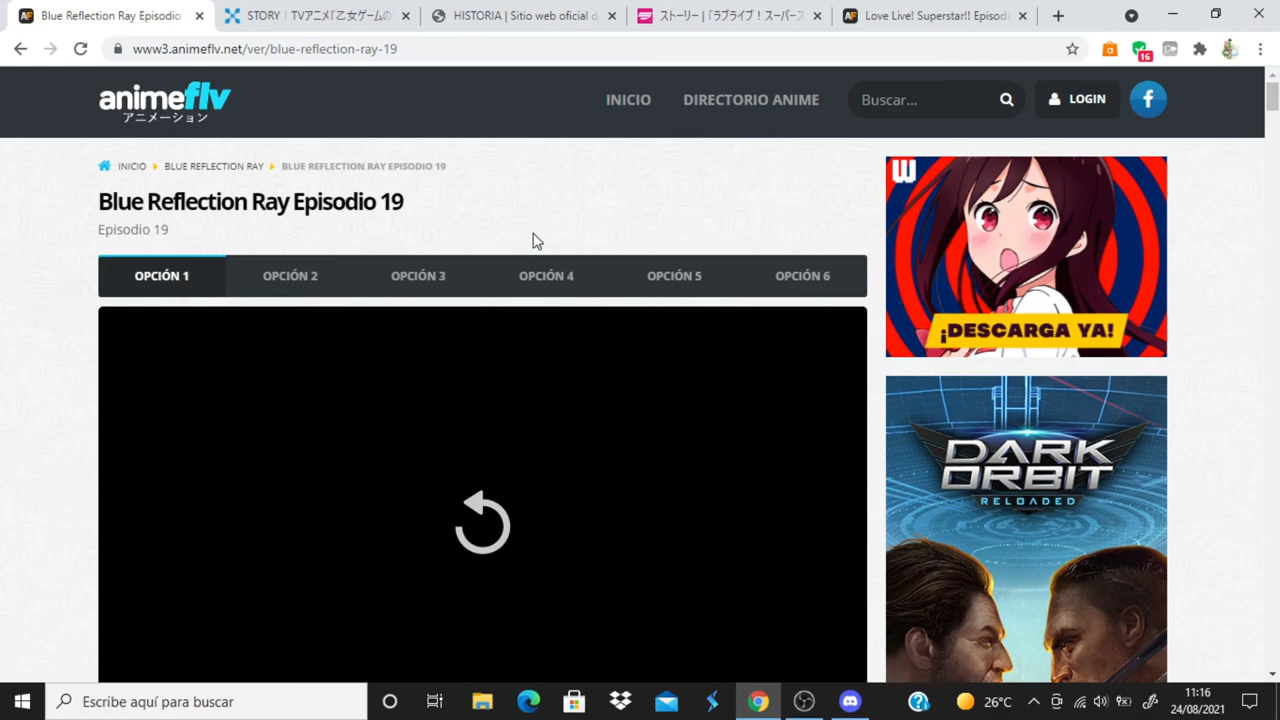 Blue Reflection Ray Episodio
STORY | TVアニメ『乙女ゲームの
HISTORIA | Sitio web oficial d
ストーリー | 「ラブライブ！スーパース
Love Live! Superstar!! Episodi
www3.animeflv.net/ver/blue-reflection-ray-19
16
animeflv
アニメーション
INICIO
DIRECTORIO ANIME
Buscar...
LOGIN
INICIO
BLUE REFLECTION RAY
BLUE REFLECTION RAY EPISODIO 19
Blue Reflection Ray Episodio 19
Episodio 19
OPCIÓN 1
OPCIÓN 2
OPCIÓN 3
OPCIÓN 4
OPCIÓN 5
OPCIÓN 6
W
¡DESCARGA YA!
DARK
ORBIT
RELOADED
Escribe aquí para buscar
26°C
11:16
24/08/2021